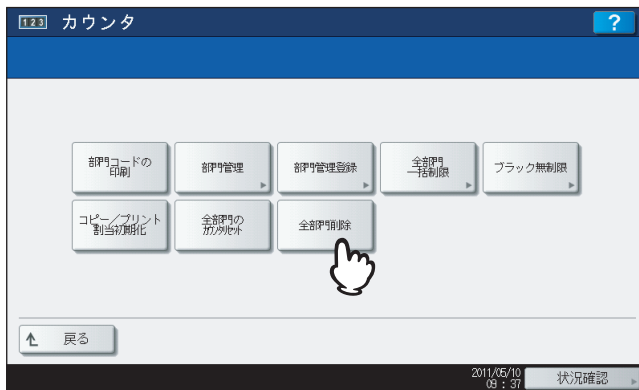 123 カウンタ ?
部門コードの
印刷
部門管理
部門管理登録
全部門
一括制限
ブラック無制限
コピー/プリント
割当初期化
全部門の
カウンタリセット
全部門削除
戻る
2011/05/10
09:37
状況確認